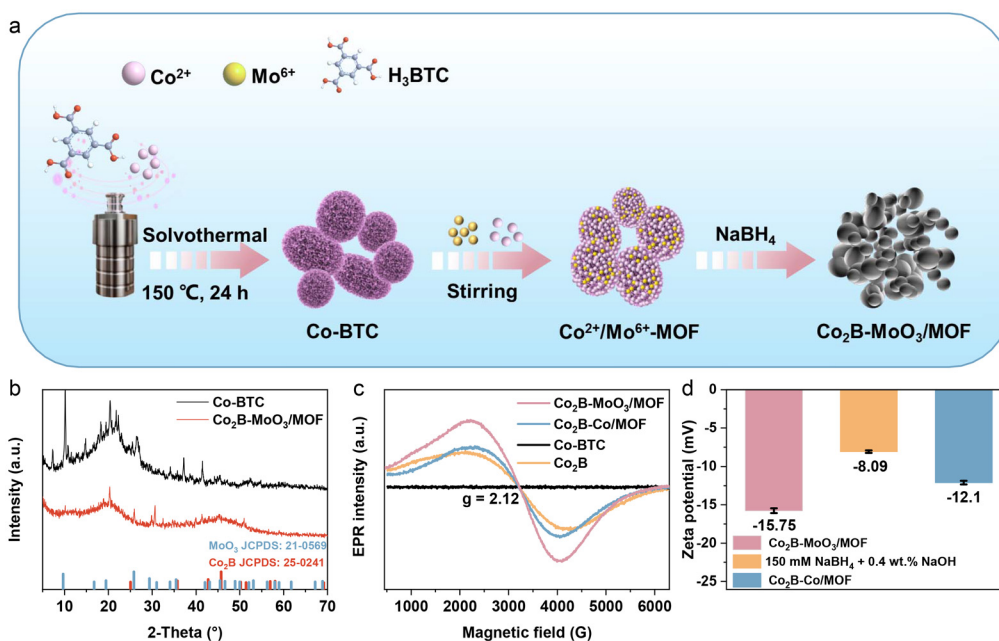 a
Co²⁺
Mo⁶⁺
H₃BTC
Solvothermal
150 ℃, 24 h
Co-BTC
Stirring
Co²⁺/Mo⁶⁺-MOF
NaBH₄
Co₂B-MoO₃/MOF
b
Intensity (a.u.)
Co-BTC
Co₂B-MoO₃/MOF
MoO₃ JCPDS: 21-0569
Co₂B JCPDS: 25-0241
10 20 30 40 50 60 70
2-Theta (°)
c
EPR intensity (a.u.)
Co₂B-MoO₃/MOF
Co₂B-Co/MOF
Co-BTC
Co₂B
g = 2.12
1000 2000 3000 4000 5000 6000
Magnetic field (G)
d
Zeta potential (mV)
0
-5
-10
-15
-20
-25
-15.75
-8.09
-12.1
Co₂B-MoO₃/MOF
150 mM NaBH₄ + 0.4 wt.% NaOH
Co₂B-Co/MOF